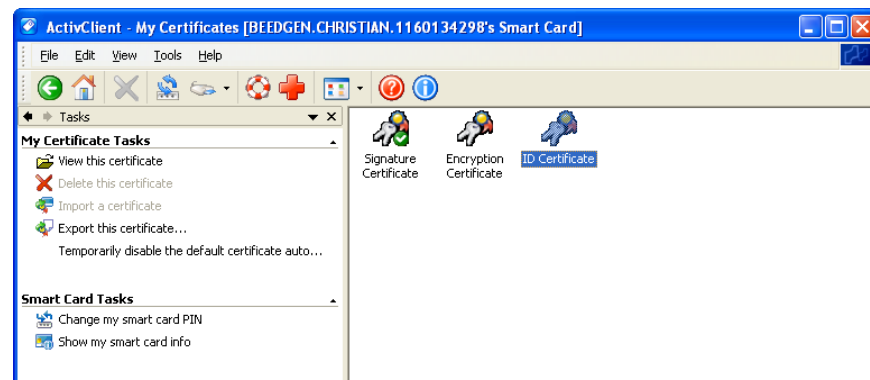 ActivClient - My Certificates [BEEDGEN.CHRISTIAN.1160134298's Smart Card]
File Edit View Tools Help
Tasks
My Certificate Tasks
View this certificate
Delete this certificate
Import a certificate
Export this certificate...
Temporarily disable the default certificate auto...
Smart Card Tasks
Change my smart card PIN
Show my smart card info
Signature
Certificate
Encryption
Certificate
ID Certificate